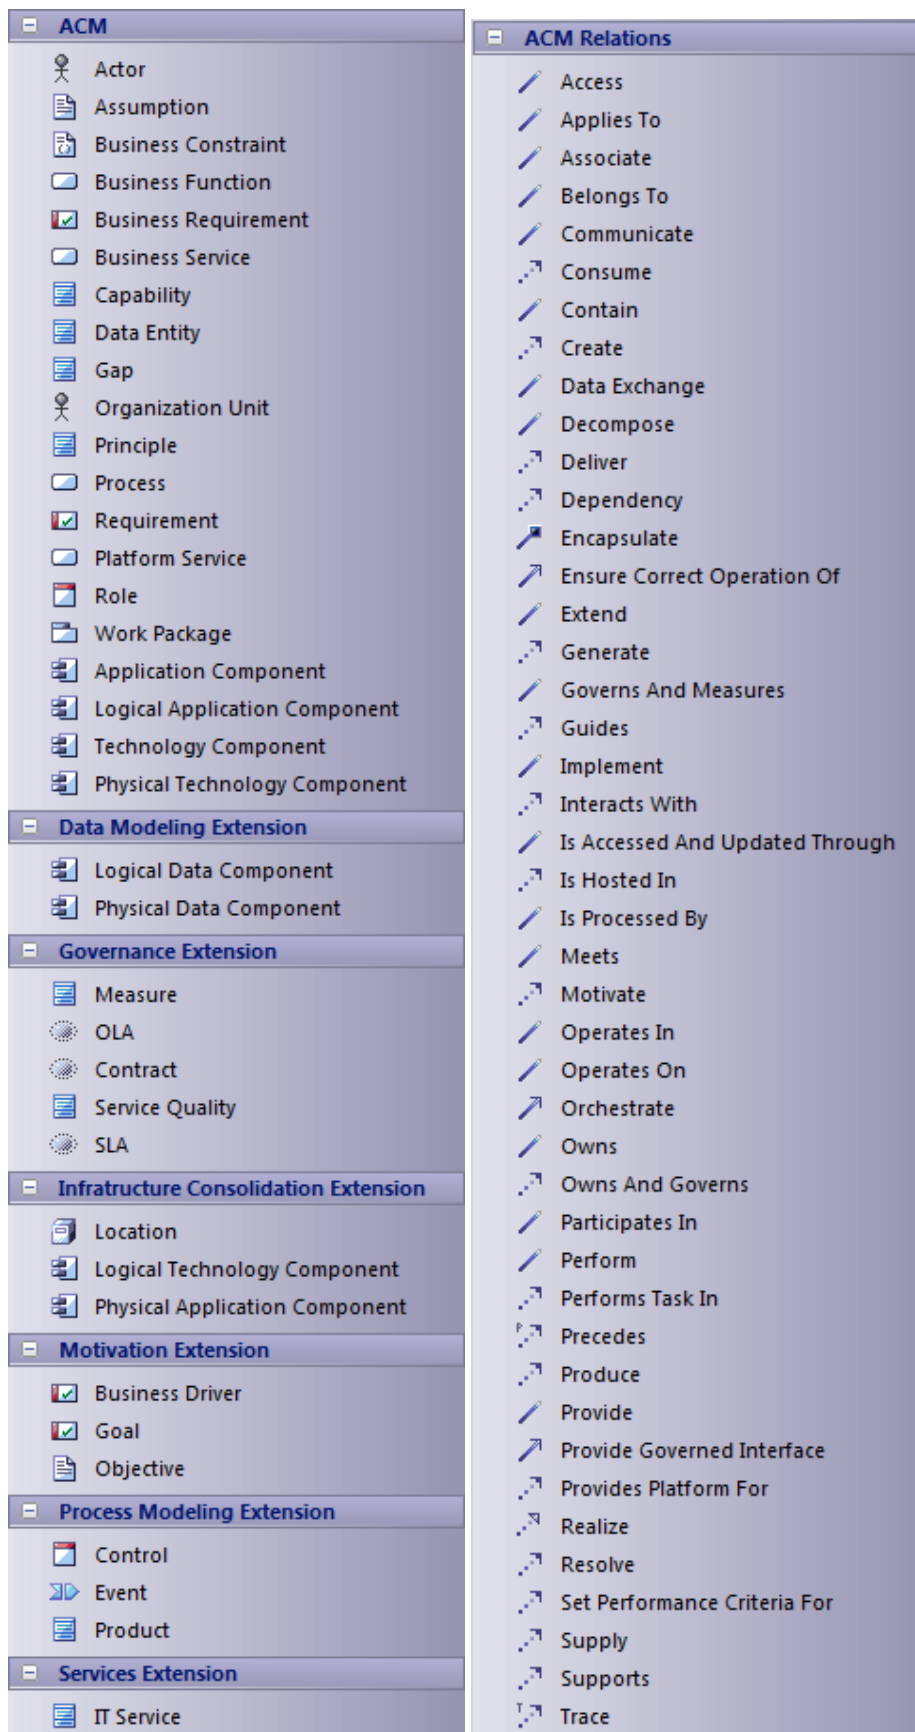 ACM
Actor
Assumption
Business Constraint
Business Function
Business Requirement
Business Service
Capability
Data Entity
Gap
Organization Unit
Principle
Process
Requirement
Platform Service
Role
Work Package
Application Component
Logical Application Component
Technology Component
Physical Technology Component
Data Modeling Extension
Logical Data Component
Physical Data Component
Governance Extension
Measure
OLA
Contract
Service Quality
SLA
Infratructure Consolidation Extension
Location
Logical Technology Component
Physical Application Component
Motivation Extension
Business Driver
Goal
Objective
Process Modeling Extension
Control
Event
Product
Services Extension
IT Service
ACM Relations
Access
Applies To
Associate
Belongs To
Communicate
Consume
Contain
Create
Data Exchange
Decompose
Deliver
Dependency
Encapsulate
Ensure Correct Operation Of
Extend
Generate
Governs And Measures
Guides
Implement
Interacts With
Is Accessed And Updated Through
Is Hosted In
Is Processed By
Meets
Motivate
Operates In
Operates On
Orchestrate
Owns
Owns And Governs
Participates In
Perform
Performs Task In
P Precedes
Produce
Provide
Provide Governed Interface
Provides Platform For
Realize
Resolve
Set Performance Criteria For
Supply
Supports
T Trace